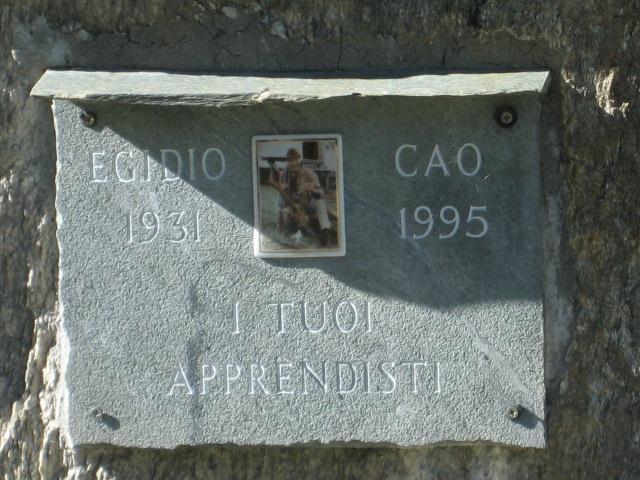 EGIDIO CAO
1931 1995
I TUOI
APPRENDISTI